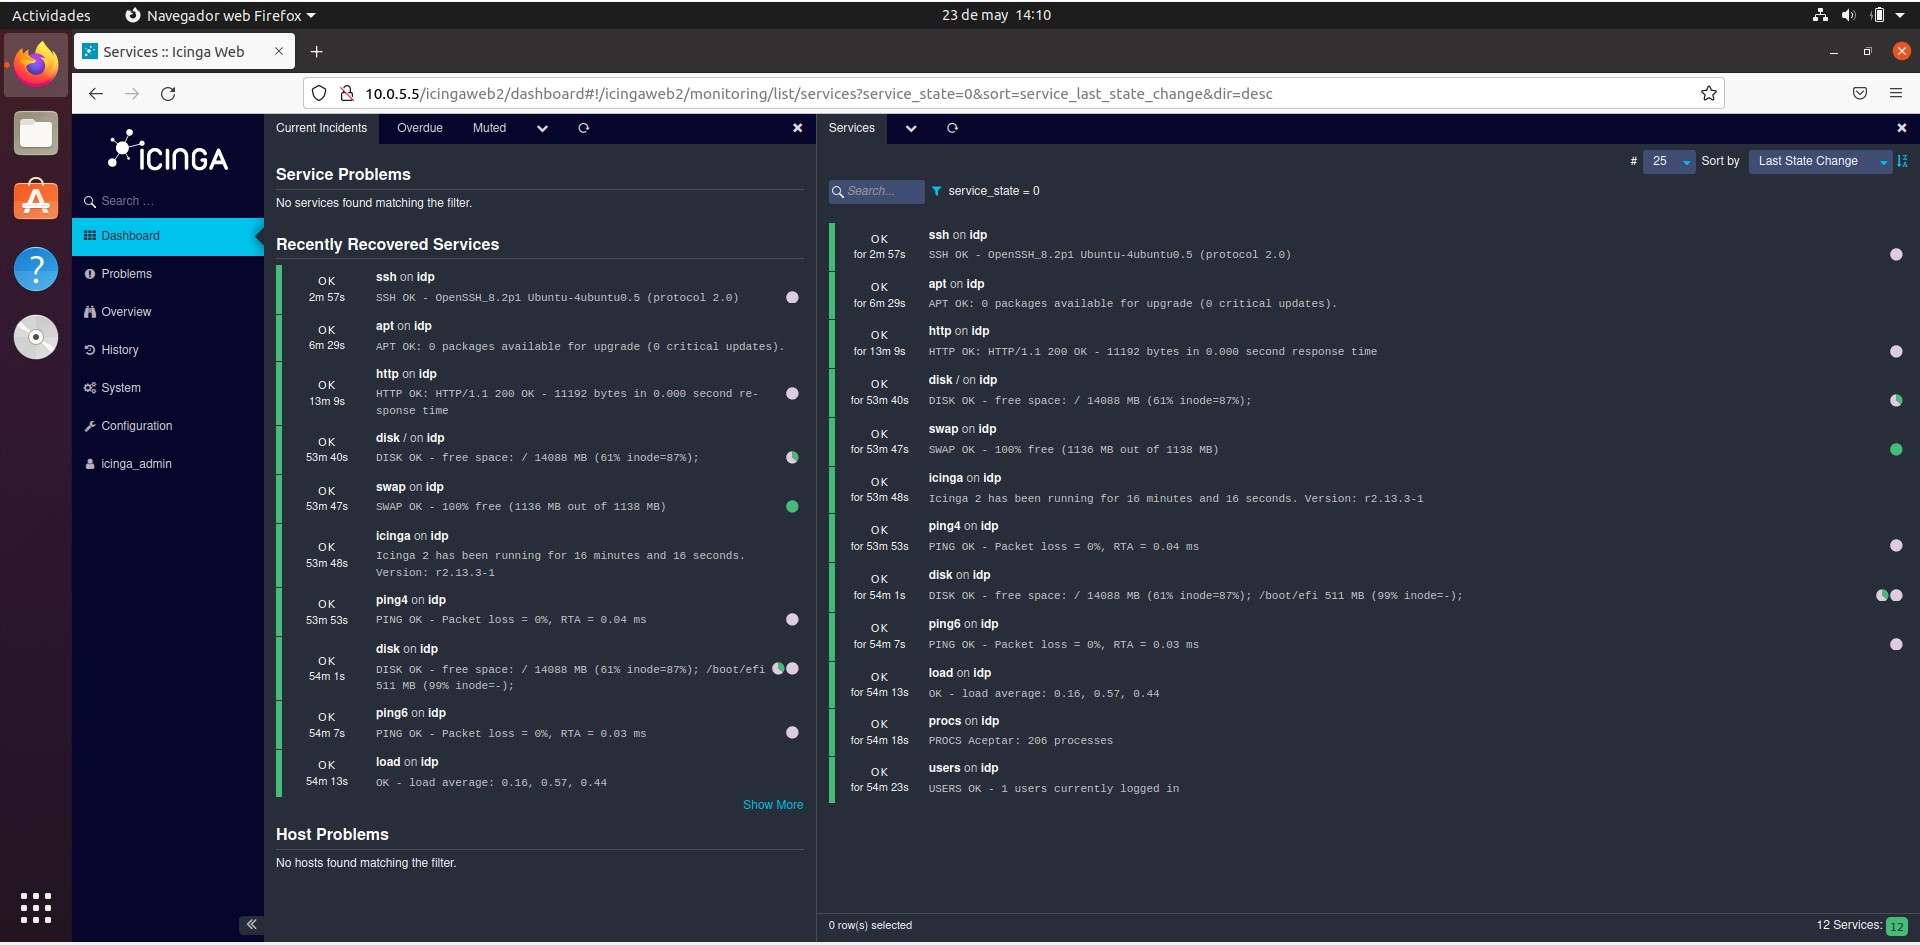 Actividades
Navegador web Firefox
23 de may 14:10
Services :: Icinga Web
10.0.5.5/icingaweb2/dashboard#!/icingaweb2/monitoring/list/services?service_state=0&sort=service_last_state_change&dir=desc
ICINGA
Search ...
Dashboard
Problems
Overview
History
System
Configuration
icinga_admin
Current Incidents
Overdue
Muted
Service Problems
No services found matching the filter.
Recently Recovered Services
OK
2m 57s
ssh on idp
SSH OK - OpenSSH_8.2p1 Ubuntu-4ubuntu0.5 (protocol 2.0)
OK
6m 29s
apt on idp
APT OK: 0 packages available for upgrade (0 critical updates).
OK
13m 9s
http on idp
HTTP OK: HTTP/1.1 200 OK - 11192 bytes in 0.000 second re-
sponse time
OK
53m 40s
disk / on idp
DISK OK - free space: / 14088 MB (61% inode=87%);
OK
53m 47s
swap on idp
SWAP OK - 100% free (1136 MB out of 1138 MB)
OK
53m 48s
icinga on idp
Icinga 2 has been running for 16 minutes and 16 seconds.
Version: r2.13.3-1
OK
53m 53s
ping4 on idp
PING OK - Packet loss = 0%, RTA = 0.04 ms
OK
54m 1s
disk on idp
DISK OK - free space: / 14088 MB (61% inode=87%); /boot/efi
511 MB (99% inode=-);
OK
54m 7s
ping6 on idp
PING OK - Packet loss = 0%, RTA = 0.03 ms
OK
54m 13s
load on idp
OK - load average: 0.16, 0.57, 0.44
Show More
Host Problems
No hosts found matching the filter.
Services
# 25 Sort by Last State Change
Search...
service_state = 0
OK
for 2m 57s
ssh on idp
SSH OK - OpenSSH_8.2p1 Ubuntu-4ubuntu0.5 (protocol 2.0)
OK
for 6m 29s
apt on idp
APT OK: 0 packages available for upgrade (0 critical updates).
OK
for 13m 9s
http on idp
HTTP OK: HTTP/1.1 200 OK - 11192 bytes in 0.000 second response time
OK
for 53m 40s
disk / on idp
DISK OK - free space: / 14088 MB (61% inode=87%);
OK
for 53m 47s
swap on idp
SWAP OK - 100% free (1136 MB out of 1138 MB)
OK
for 53m 48s
icinga on idp
Icinga 2 has been running for 16 minutes and 16 seconds. Version: r2.13.3-1
OK
for 53m 53s
ping4 on idp
PING OK - Packet loss = 0%, RTA = 0.04 ms
OK
for 54m 1s
disk on idp
DISK OK - free space: / 14088 MB (61% inode=87%); /boot/efi 511 MB (99% inode=-);
OK
for 54m 7s
ping6 on idp
PING OK - Packet loss = 0%, RTA = 0.03 ms
OK
for 54m 13s
load on idp
OK - load average: 0.16, 0.57, 0.44
OK
for 54m 18s
procs on idp
PROCS Aceptar: 206 processes
OK
for 54m 23s
users on idp
USERS OK - 1 users currently logged in
0 row(s) selected
12 Services: 12